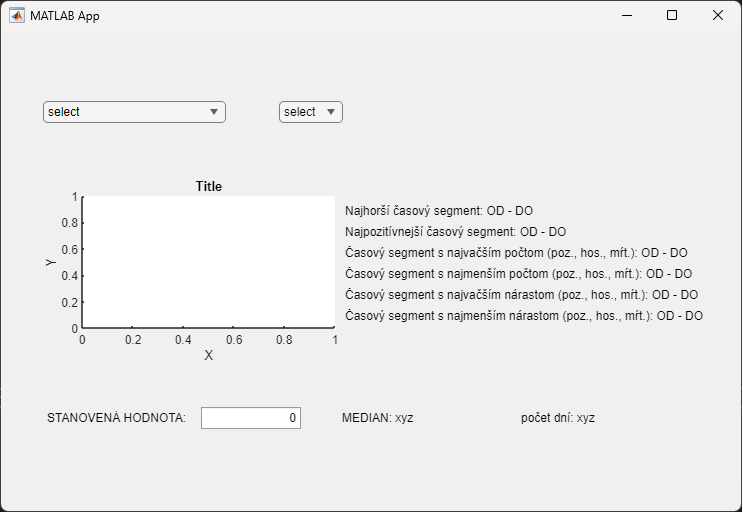 MATLAB App
select
select
Title
1
0.8
0.6
0.4
0.2
0
Y
0 0.2 0.4 0.6 0.8 1
X
Najhorší časový segment: OD - DO
Najpozitívnejší časový segment: OD - DO
Časový segment s najvačším počtom (poz., hos., mŕt.): OD - DO
Časový segment s najmenším počtom (poz., hos., mŕt.): OD - DO
Časový segment s najvačším nárastom (poz., hos., mŕt.): OD - DO
Časový segment s najmenším nárastom (poz., hos., mŕt.): OD - DO
STANOVENÁ HODNOTA: 0 MEDIAN: xyz počet dní: xyz